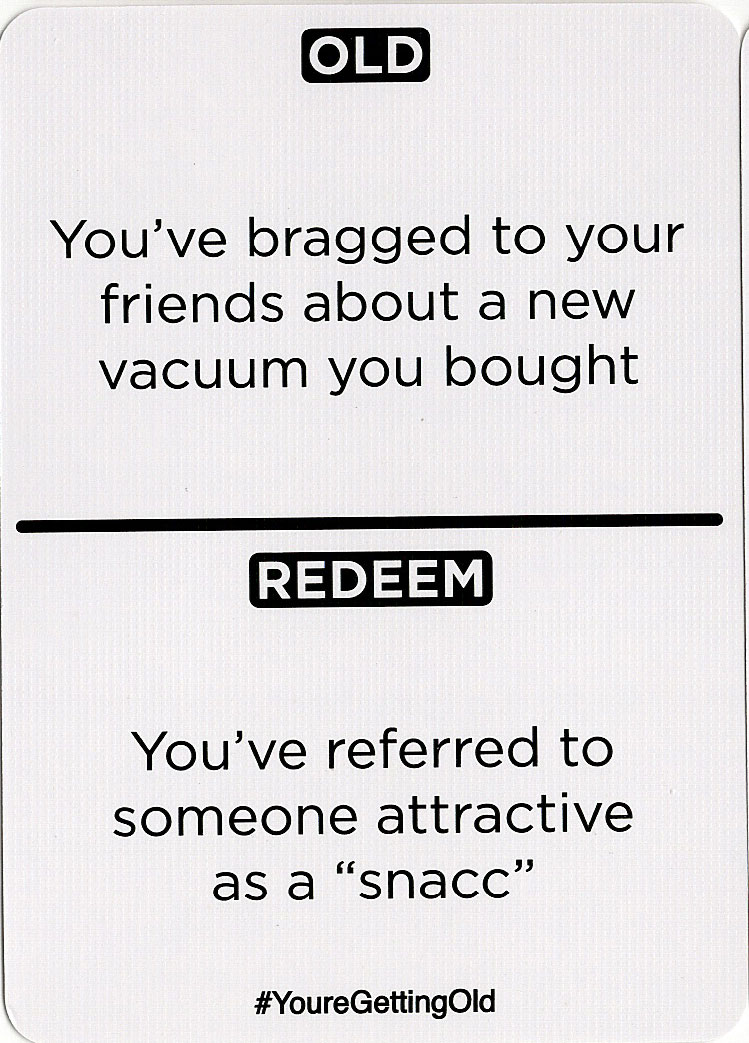 OLD
You’ve bragged to your
friends about a new
vacuum you bought
REDEEM
You’ve referred to
someone attractive
as a “snacc”
#YoureGettingOld